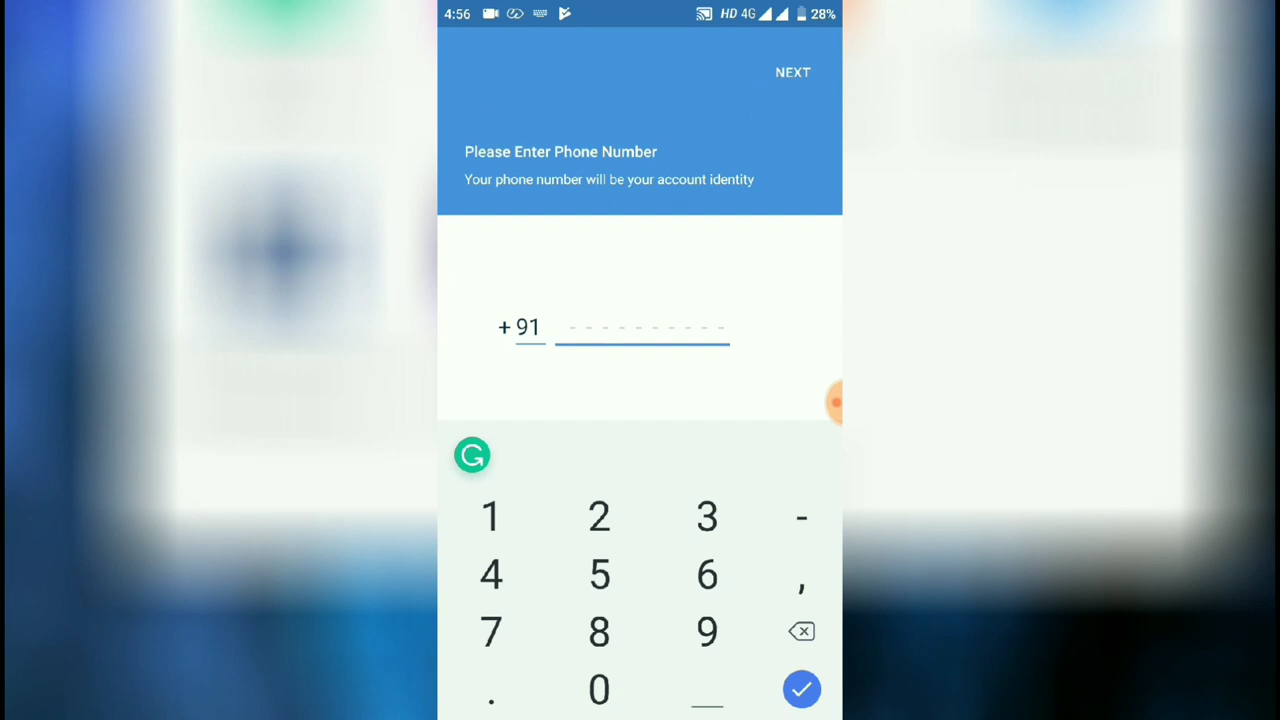 4:56 HD 4G 28%
NEXT
Please Enter Phone Number
Your phone number will be your account identity
+ 91 - - - - - - - - - -
1 2 3 -
4 5 6 ,
7 8 9
. 0 _